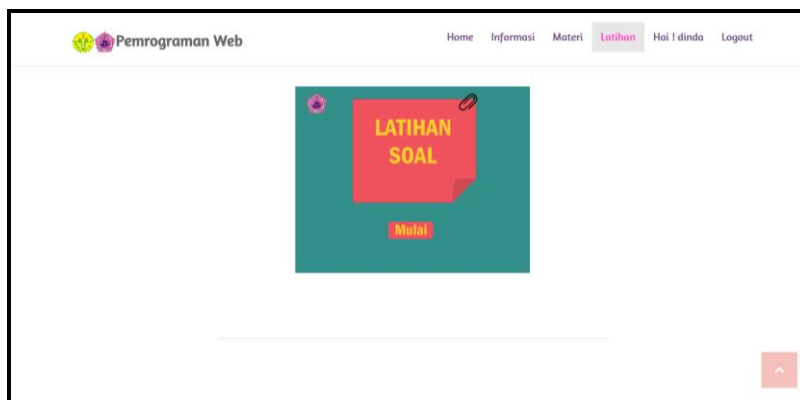 Pemrograman Web
Home Informasi Materi Latihan Hai ! dinda Logout
LATIHAN
SOAL
Mulai